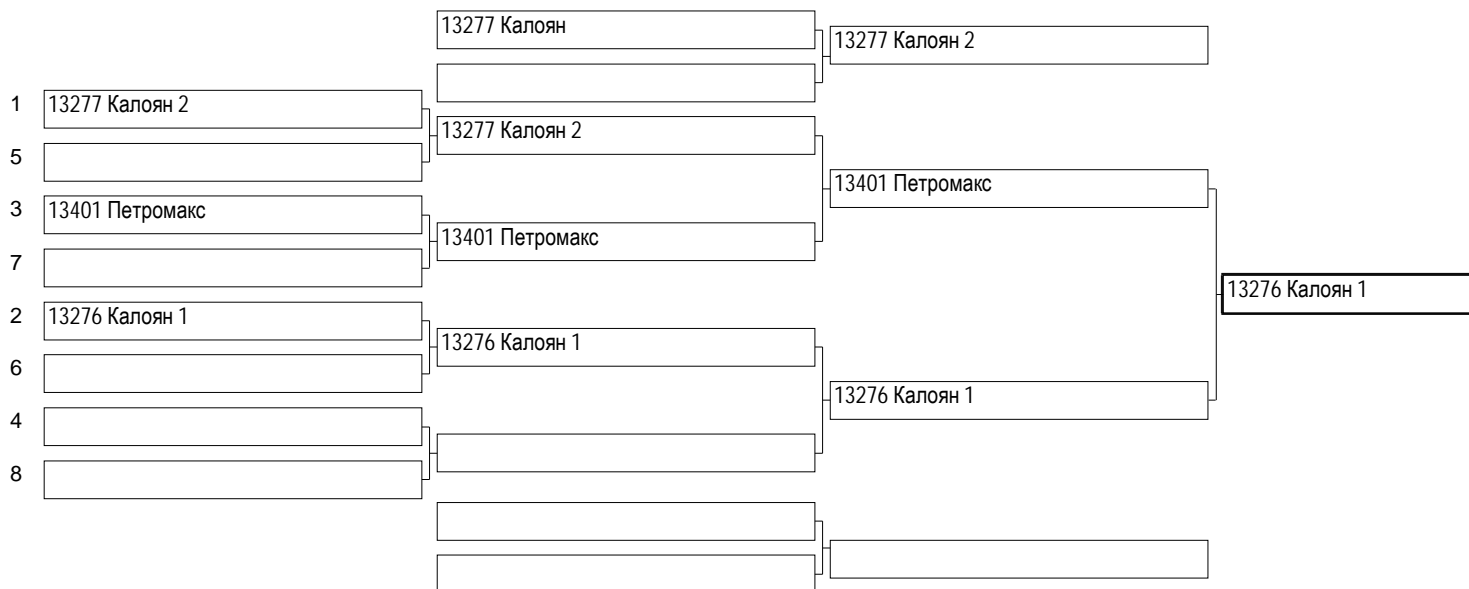 13277 Калоян
13277 Калоян 2
1 13277 Калоян 2
13277 Калоян 2
5
13401 Петромакс
3 13401 Петромакс
13401 Петромакс
7
13276 Калоян 1
2 13276 Калоян 1
13276 Калоян 1
6
13276 Калоян 1
4
8